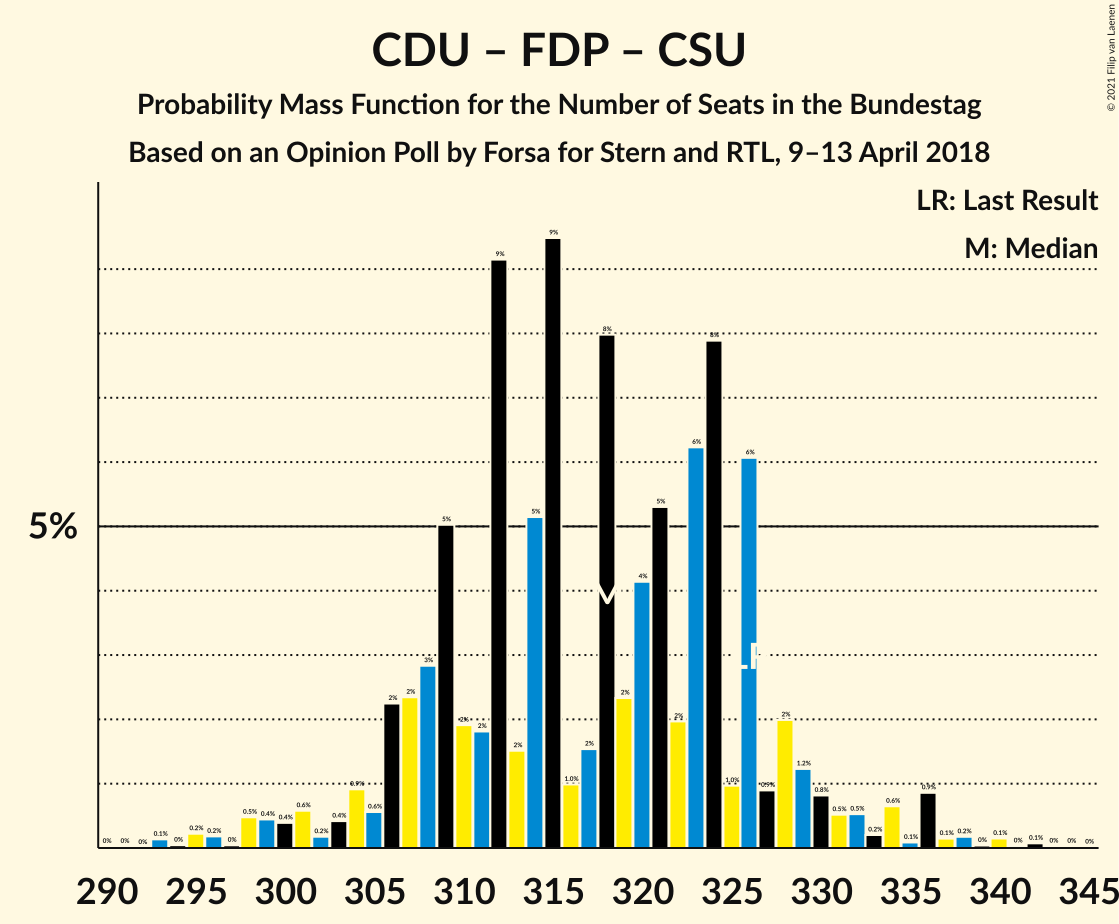 CDU – FDP – CSU
Probability Mass Function for the Number of Seats in the Bundestag
Based on an Opinion Poll by Forsa for Stern and RTL, 9–13 April 2018
© 2021 Filip van Laenen
LR: Last Result
M: Median
5%
0% 0% 0% 0.1% 0% 0.2% 0.2% 0% 0.5% 0.4% 0.4% 0.6% 0.2% 0.4% 0.9% 0.6% 2% 2% 3% 5% 2% 2% 9% 2% 5% 9% 1.0% 2% 8% 2% 4% 5% 2% 6% 8% 1.0% 6% 0.9% 2% 1.2% 0.8% 0.5% 0.5% 0.2% 0.6% 0.1% 0.9% 0.1% 0.2% 0% 0.1% 0% 0.1% 0% 0% 0%
M
LR
290 295 300 305 310 315 320 325 330 335 340 345